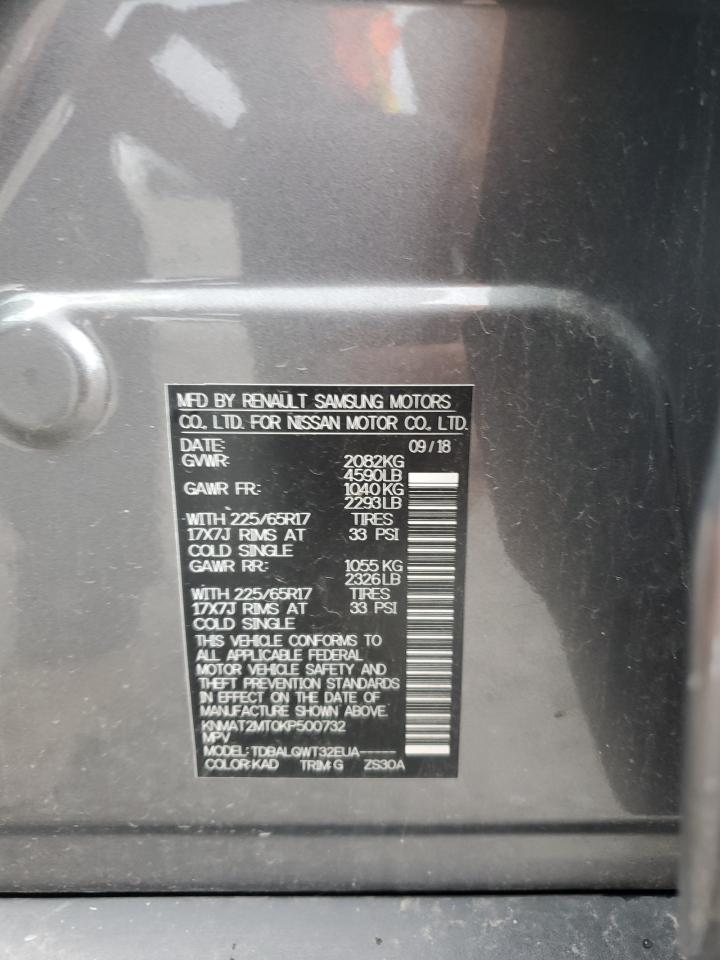 MFD BY RENAULT SAMSUNG MOTORS
CO., LTD. FOR NISSAN MOTOR CO., LTD.
DATE: 09/18
GVWR: 2082KG
4590LB
GAWR FR: 1040KG
2293LB
WITH 225/65R17 TIRES
17X7J RIMS AT 33 PSI
COLD SINGLE
GAWR RR: 1055KG
2326LB
WITH 225/65R17 TIRES
17X7J RIMS AT 33 PSI
COLD SINGLE
THIS VEHICLE CONFORMS TO
ALL APPLICABLE FEDERAL
MOTOR VEHICLE SAFETY AND
THEFT PREVENTION STANDARDS
IN EFFECT ON THE DATE OF
MANUFACTURE SHOWN ABOVE.
KNMAT2MT0KP500732
MPV
MODEL: TDBALGWT32EUA-----
COLOR:KAD TRIM:G ZS30A